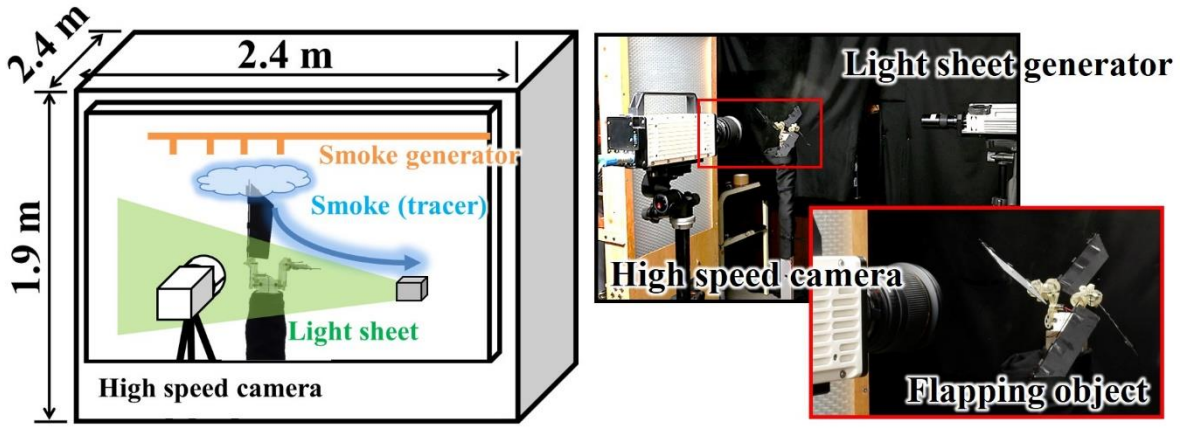 2.4 m
2.4 m
1.9 m
Smoke generator
Smoke (tracer)
Light sheet
High speed camera
Light sheet generator
High speed camera
Flapping object